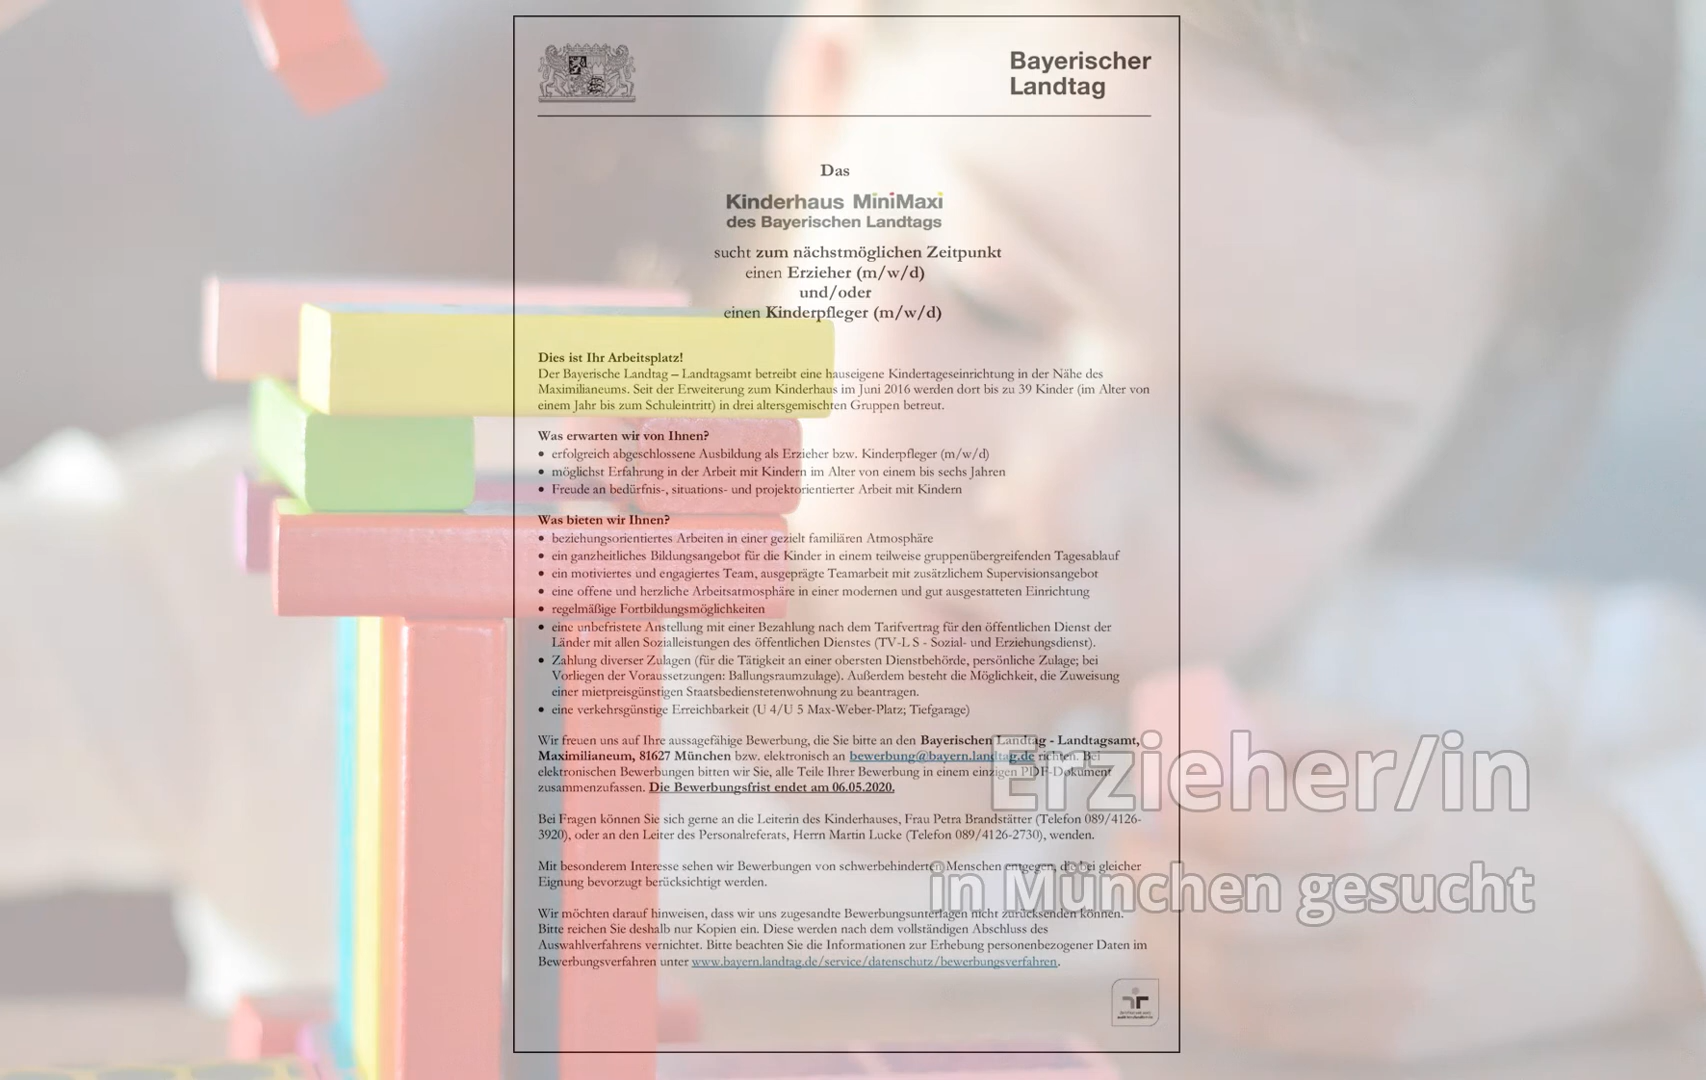 Bayerischer
Landtag
Das
Kinderhaus MiniMaxi
des Bayerischen Landtags
sucht zum nächstmöglichen Zeitpunkt
einen Erzieher (m/w/d)
und/oder
einen Kinderpfleger (m/w/d)
Dies ist Ihr Arbeitsplatz!
Der Bayerische Landtag – Landtagsamt betreibt eine hauseigene Kindertageseinrichtung in der Nähe des
Maximilianeums. Seit der Erweiterung zum Kinderhaus im Juni 2016 werden dort bis zu 39 Kinder (im Alter von
einem Jahr bis zum Schuleintritt) in drei altersgemischten Gruppen betreut.
Was erwarten wir von Ihnen?
• erfolgreich abgeschlossene Ausbildung als Erzieher bzw. Kinderpfleger (m/w/d)
• möglichst Erfahrung in der Arbeit mit Kindern im Alter von einem bis sechs Jahren
• Freude an bedürfnis-, situations- und projektorientierter Arbeit mit Kindern
Was bieten wir Ihnen?
• beziehungsorientiertes Arbeiten in einer gezielt familiären Atmosphäre
• ein ganzheitliches Bildungsangebot für die Kinder in einem teilweise gruppenübergreifenden Tagesablauf
• ein motiviertes und engagiertes Team, ausgeprägte Teamarbeit mit zusätzlichem Supervisionsangebot
• eine offene und herzliche Arbeitsatmosphäre in einer modernen und gut ausgestatteten Einrichtung
• regelmäßige Fortbildungsmöglichkeiten
• eine unbefristete Anstellung mit einer Bezahlung nach dem Tarifvertrag für den öffentlichen Dienst der
Länder mit allen Sozialleistungen des öffentlichen Dienstes (TV-L S - Sozial- und Erziehungsdienst).
• Zahlung diverser Zulagen (für die Tätigkeit an einer obersten Dienstbehörde, persönliche Zulage; bei
Vorliegen der Voraussetzungen: Ballungsraumzulage). Außerdem besteht die Möglichkeit, die Zuweisung
einer mietpreisgünstigen Staatsbedienstetenwohnung zu beantragen.
• eine verkehrsgünstige Erreichbarkeit (U 4/U 5 Max-Weber-Platz; Tiefgarage)
Wir freuen uns auf Ihre aussagefähige Bewerbung, die Sie bitte an den Bayerischen Landtag - Landtagsamt,
Maximilianeum, 81627 München bzw. elektronisch an bewerbung@bayern.landtag.de richten. Bei
elektronischen Bewerbungen bitten wir Sie, alle Teile Ihrer Bewerbung in einem einzigen PDF-Dokument
zusammenzufassen. Die Bewerbungsfrist endet am 06.05.2020.
Erzieher/in
Bei Fragen können Sie sich gerne an die Leiterin des Kinderhauses, Frau Petra Brandstätter (Telefon 089/4126-
3920), oder an den Leiter des Personalreferats, Herrn Martin Lucke (Telefon 089/4126-2730), wenden.
Mit besonderem Interesse sehen wir Bewerbungen von schwerbehinderten Menschen entgegen, die bei gleicher
Eignung bevorzugt berücksichtigt werden.
in München gesucht
Wir möchten darauf hinweisen, dass wir uns zugesandte Bewerbungsunterlagen nicht zurücksenden können.
Bitte reichen Sie deshalb nur Kopien ein. Diese werden nach dem vollständigen Abschluss des
Auswahlverfahrens vernichtet. Bitte beachten Sie die Informationen zur Erhebung personenbezogener Daten im
Bewerbungsverfahren unter www.bayern.landtag.de/service/datenschutz/bewerbungsverfahren.